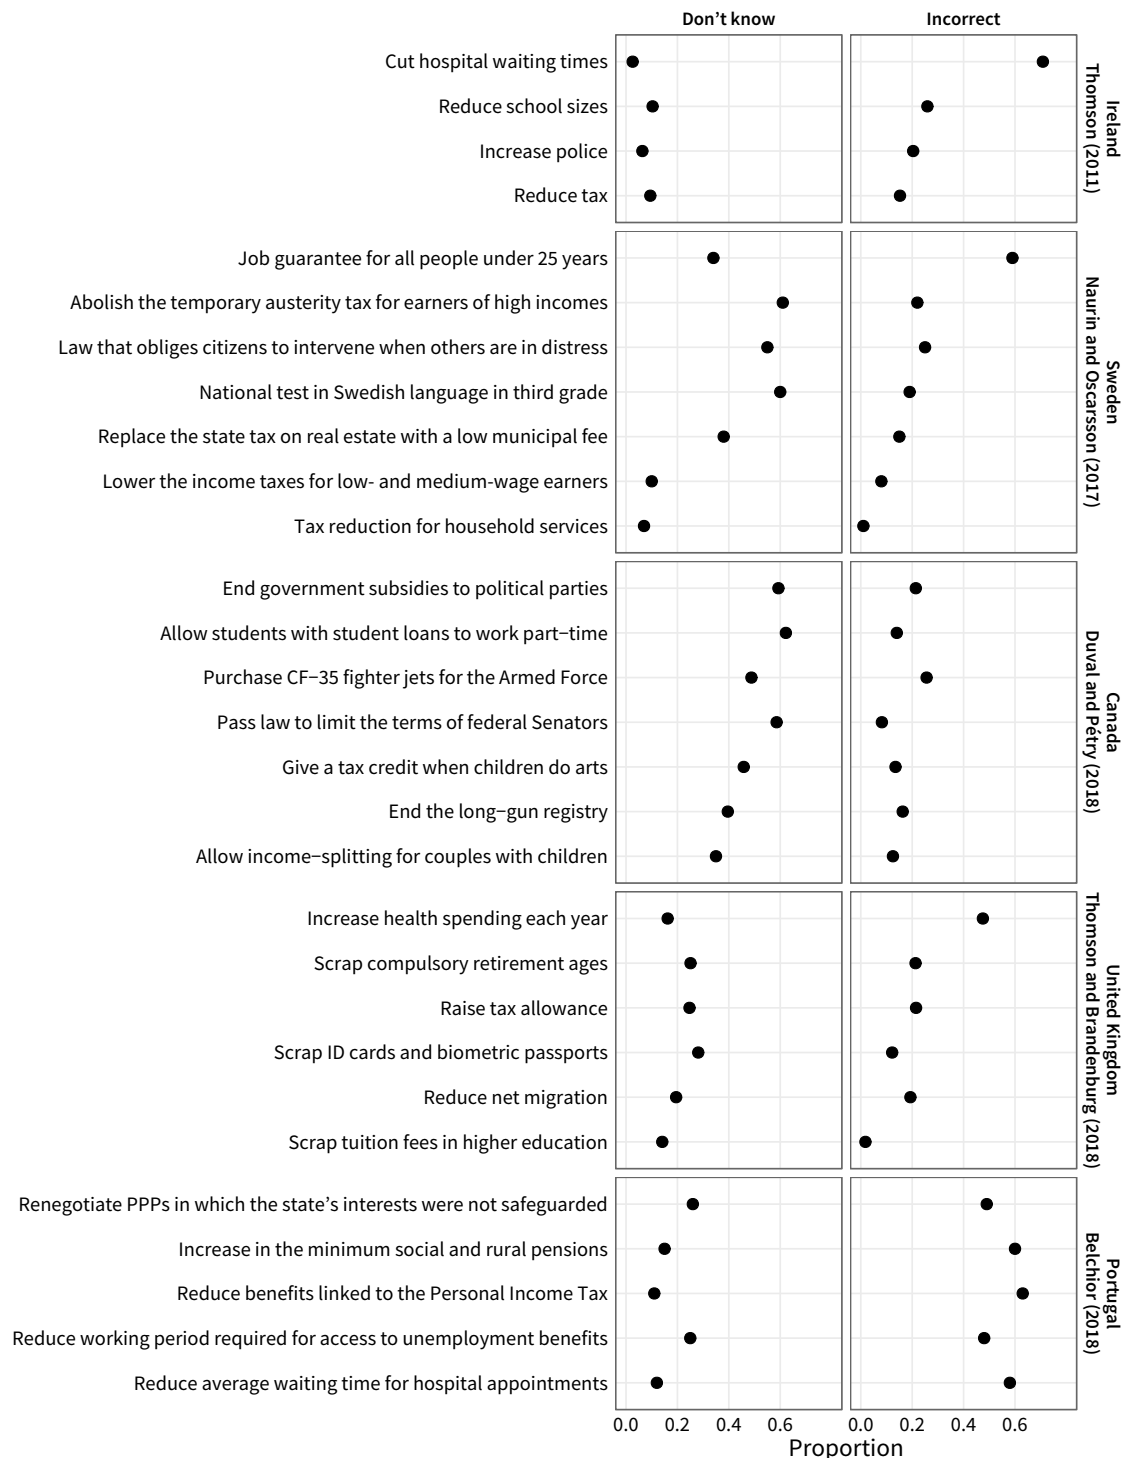 Don’t know
Incorrect
Cut hospital waiting times
Reduce school sizes
Increase police
Reduce tax
Ireland
Thomson (2011)
Job guarantee for all people under 25 years
Abolish the temporary austerity tax for earners of high incomes
Law that obliges citizens to intervene when others are in distress
National test in Swedish language in third grade
Replace the state tax on real estate with a low municipal fee
Lower the income taxes for low- and medium-wage earners
Tax reduction for household services
Sweden
Naurin and Oscarsson (2017)
End government subsidies to political parties
Allow students with student loans to work part−time
Purchase CF−35 fighter jets for the Armed Force
Pass law to limit the terms of federal Senators
Give a tax credit when children do arts
End the long−gun registry
Allow income−splitting for couples with children
Canada
Duval and Pétry (2018)
Increase health spending each year
Scrap compulsory retirement ages
Raise tax allowance
Scrap ID cards and biometric passports
Reduce net migration
Scrap tuition fees in higher education
United Kingdom
Thomson and Brandenburg (2018)
Renegotiate PPPs in which the state’s interests were not safeguarded
Increase in the minimum social and rural pensions
Reduce benefits linked to the Personal Income Tax
Reduce working period required for access to unemployment benefits
Reduce average waiting time for hospital appointments
Portugal
Belchior (2018)
0.0 0.2 0.4 0.6
0.0 0.2 0.4 0.6
Proportion